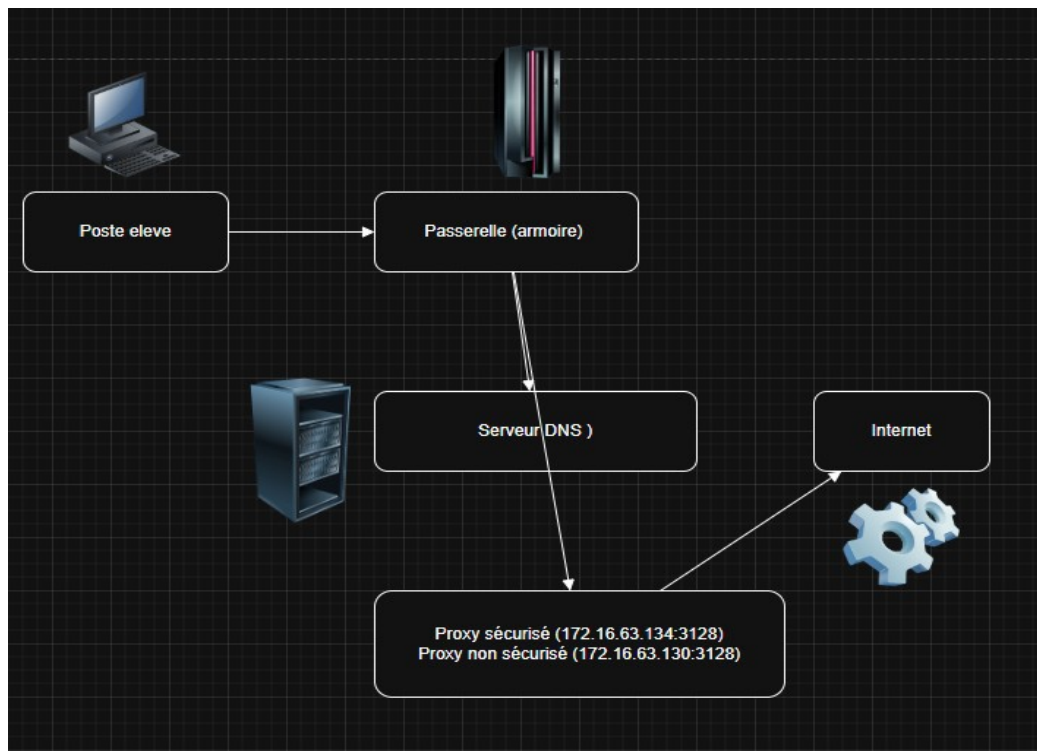 Poste eleve
Passerelle (armoire)
Serveur DNS )
Internet
Proxy sécurisé (172.16.63.134:3128)
Proxy non sécurisé (172.16.63.130:3128)